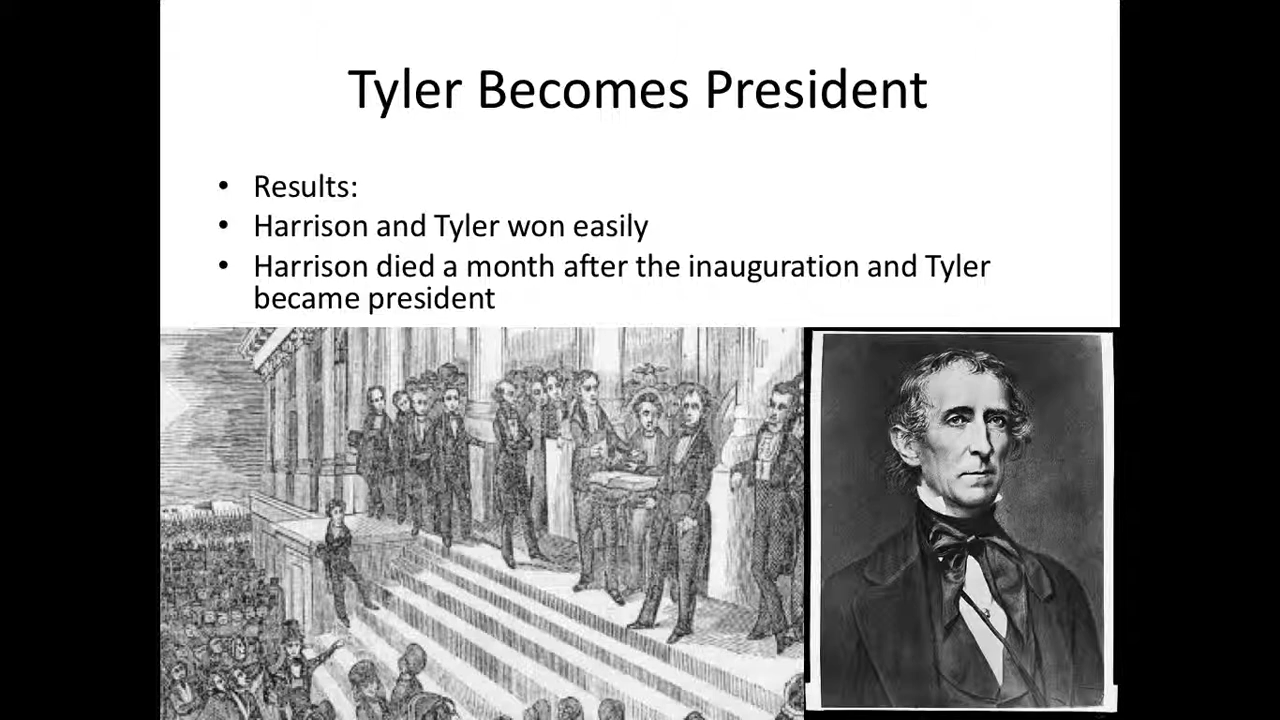 Tyler Becomes President
• Results:
• Harrison and Tyler won easily
• Harrison died a month after the inauguration and Tyler
became president